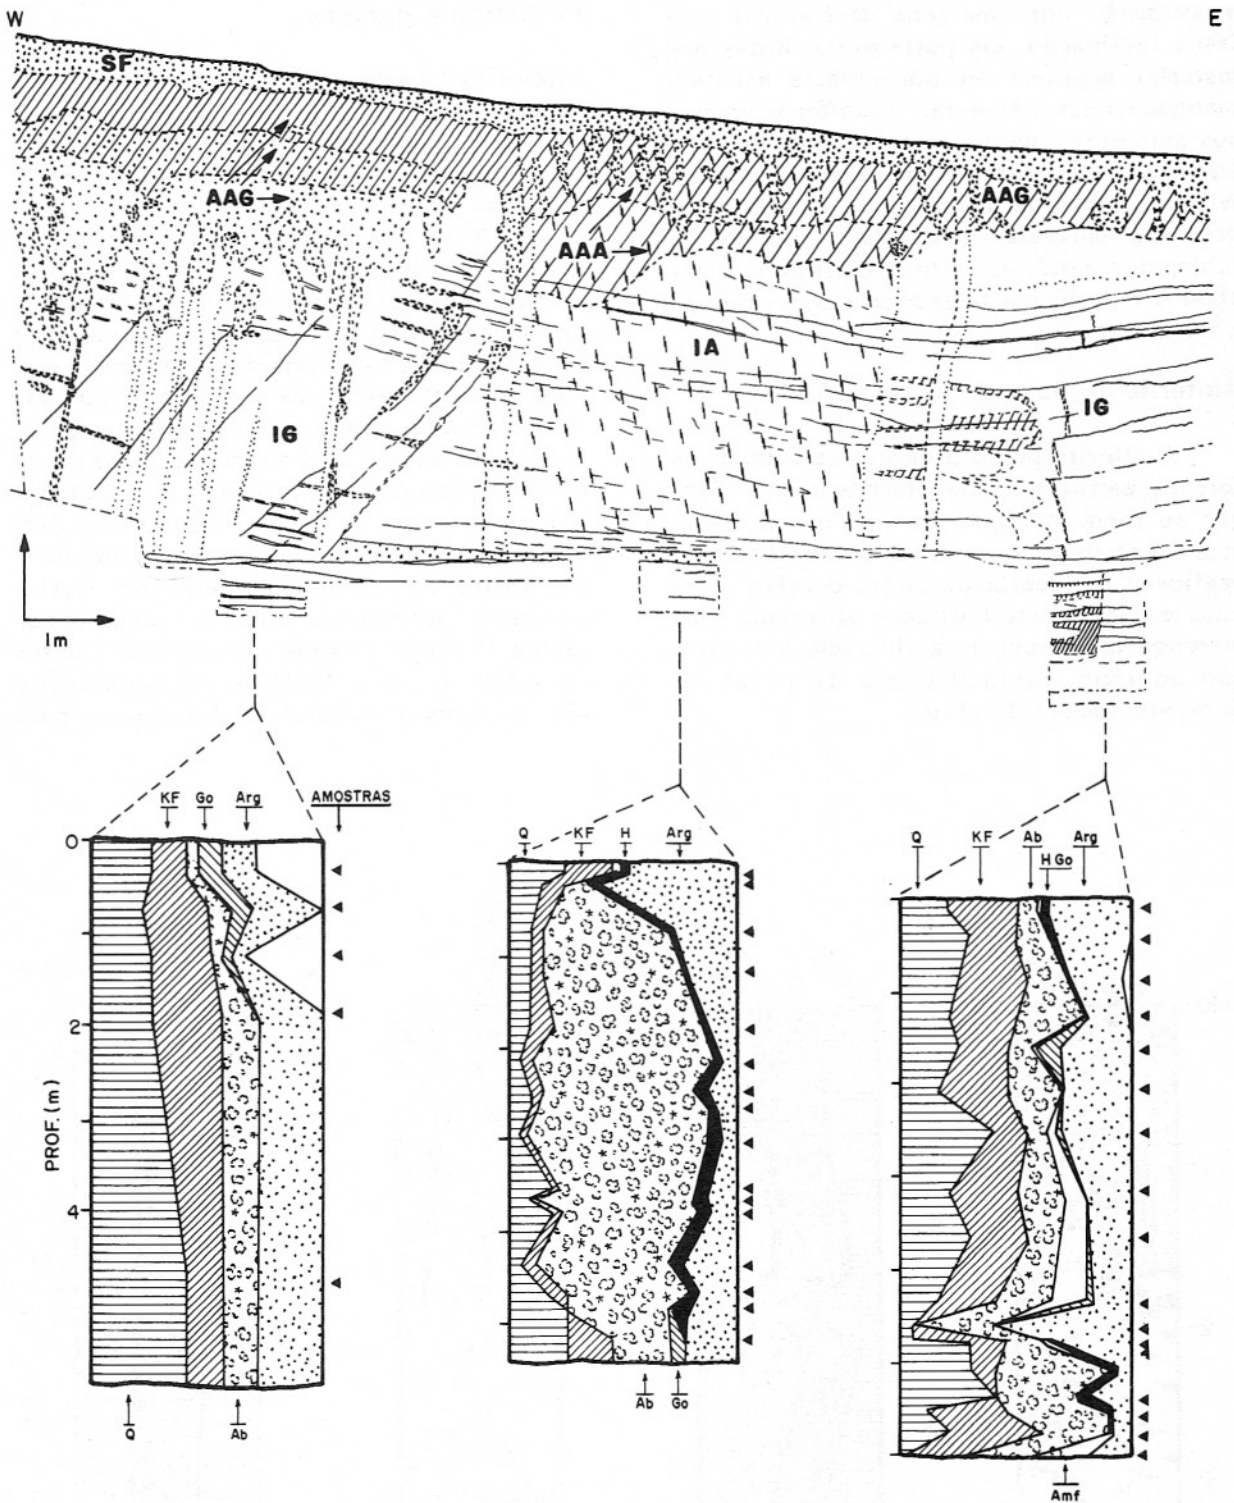 W E
SF
AAG AAG
AAA
IA
IG IG
1m
KF Go Arg AMOSTRAS
Q KF H Arg
Q KF Ab H Go Arg
0
2
4
PROF. (m)
Q Ab
Ab Go
Amf